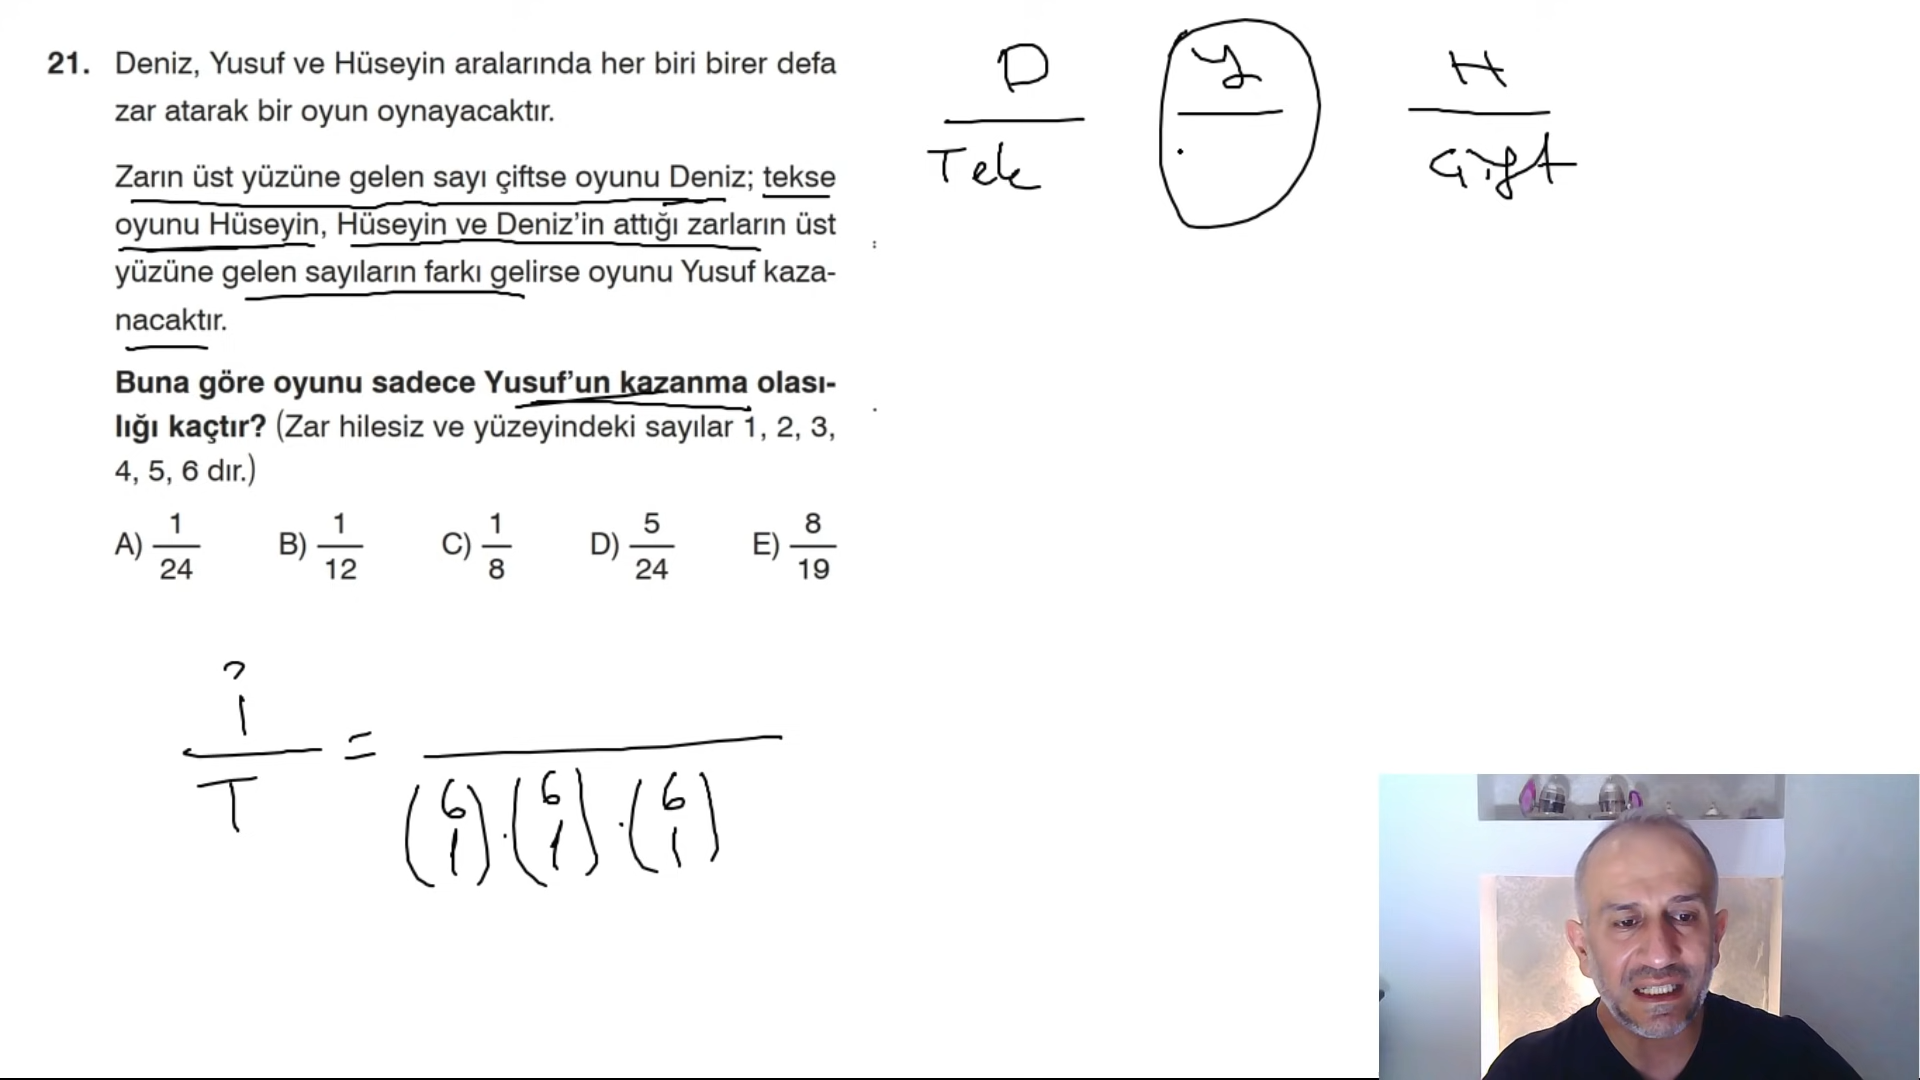 21. Deniz, Yusuf ve Hüseyin aralarında her biri birer defa
zar atarak bir oyun oynayacaktır.
Zarın üst yüzüne gelen sayı çiftse oyunu Deniz; tekse
oyunu Hüseyin, Hüseyin ve Deniz'in attığı zarların üst
yüzüne gelen sayıların farkı gelirse oyunu Yusuf kaza-
nacaktır.
Buna göre oyunu sadece Yusuf'un kazanma olası-
lığı kaçtır? (Zar hilesiz ve yüzeyindeki sayılar 1, 2, 3,
4, 5, 6 dır.)
A) 1/24 B) 1/12 C) 1/8 D) 5/24 E) 8/19
D Y H
Tek Çift
?
İ/T = (6 1) . (6 1) . (6 1)